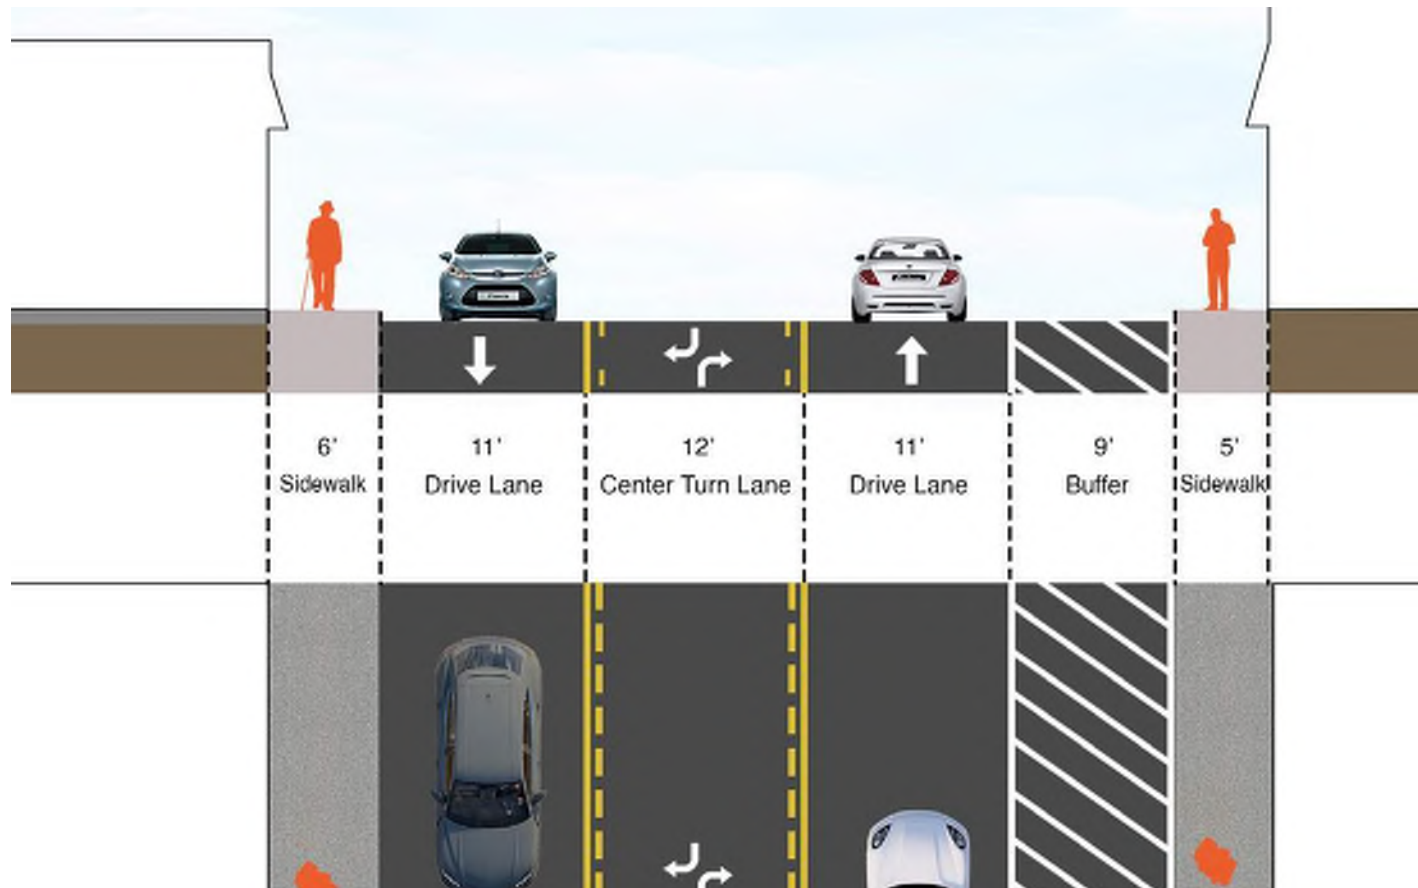 6'
Sidewalk
11'
Drive Lane
12'
Center Turn Lane
11'
Drive Lane
9'
Buffer
5'
Sidewalk